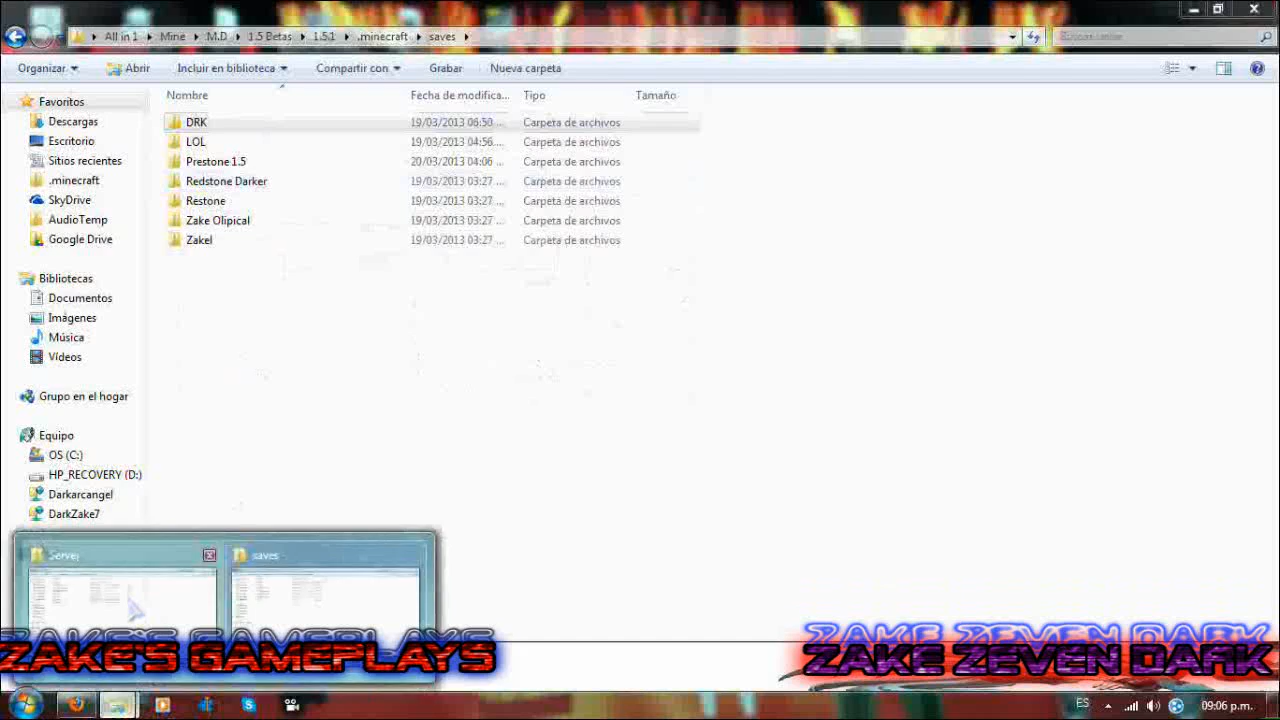 All in 1 Mine M.D 1.5 Betas 1.5.1 .minecraft saves
Organizar Abrir Incluir en biblioteca Compartir con Grabar Nueva carpeta
Nombre Fecha de modifica... Tipo Tamaño
DRK 19/03/2013 06:50 ... Carpeta de archivos
LOL 19/03/2013 04:56 ... Carpeta de archivos
Prestone 1.5 20/03/2013 04:06 ... Carpeta de archivos
Redstone Darker 19/03/2013 03:27 ... Carpeta de archivos
Restone 19/03/2013 03:27 ... Carpeta de archivos
Zake Olipical 19/03/2013 03:27 ... Carpeta de archivos
Zakel 19/03/2013 03:27 ... Carpeta de archivos
Favoritos
Descargas
Escritorio
Sitios recientes
.minecraft
SkyDrive
AudioTemp
Google Drive
Bibliotecas
Documentos
Imágenes
Música
Vídeos
Grupo en el hogar
Equipo
OS (C:)
HP_RECOVERY (D:)
Darkarcangel
DarkZake7
Server saves
ZAKE'S GAMEPLAYS
ZAKE ZEVEN DARK
ES 09:06 p.m.